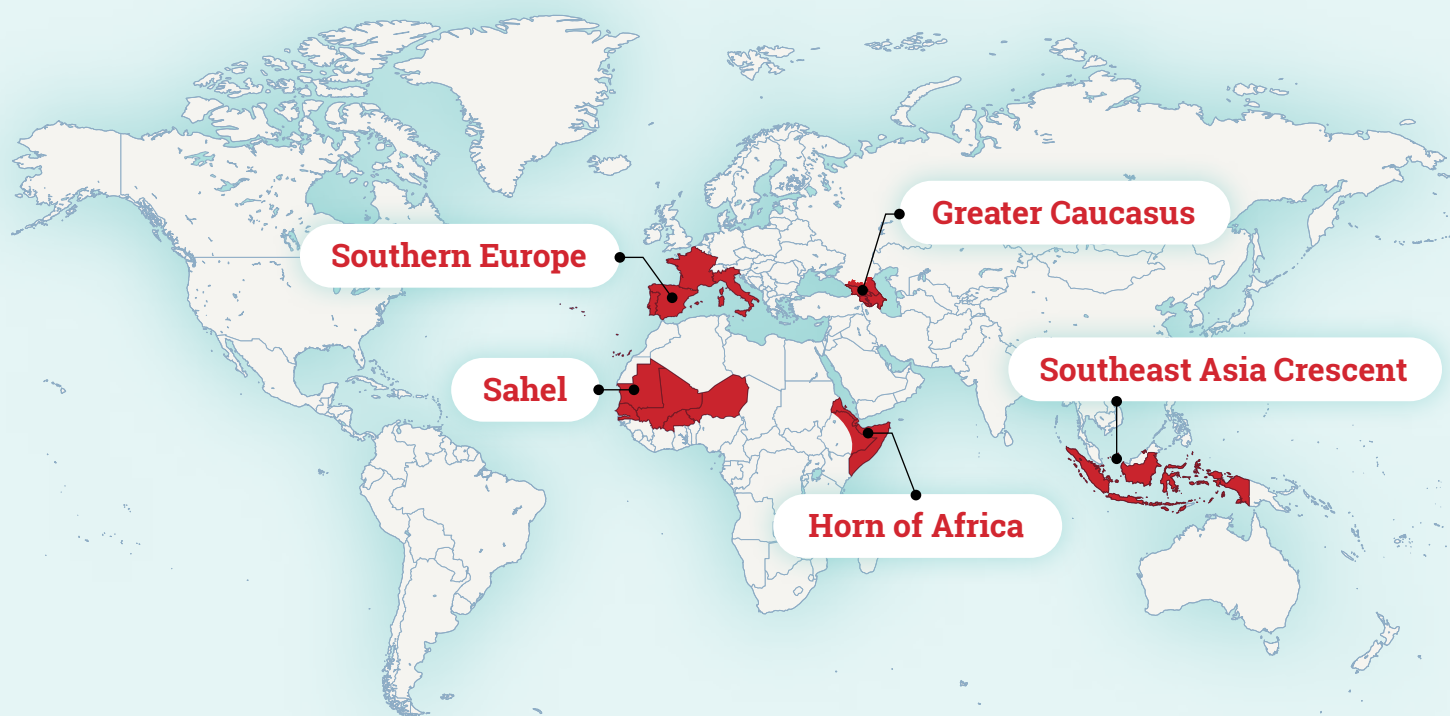 Greater Caucasus
Southern Europe
Southeast Asia Crescent
Sahel
Horn of Africa